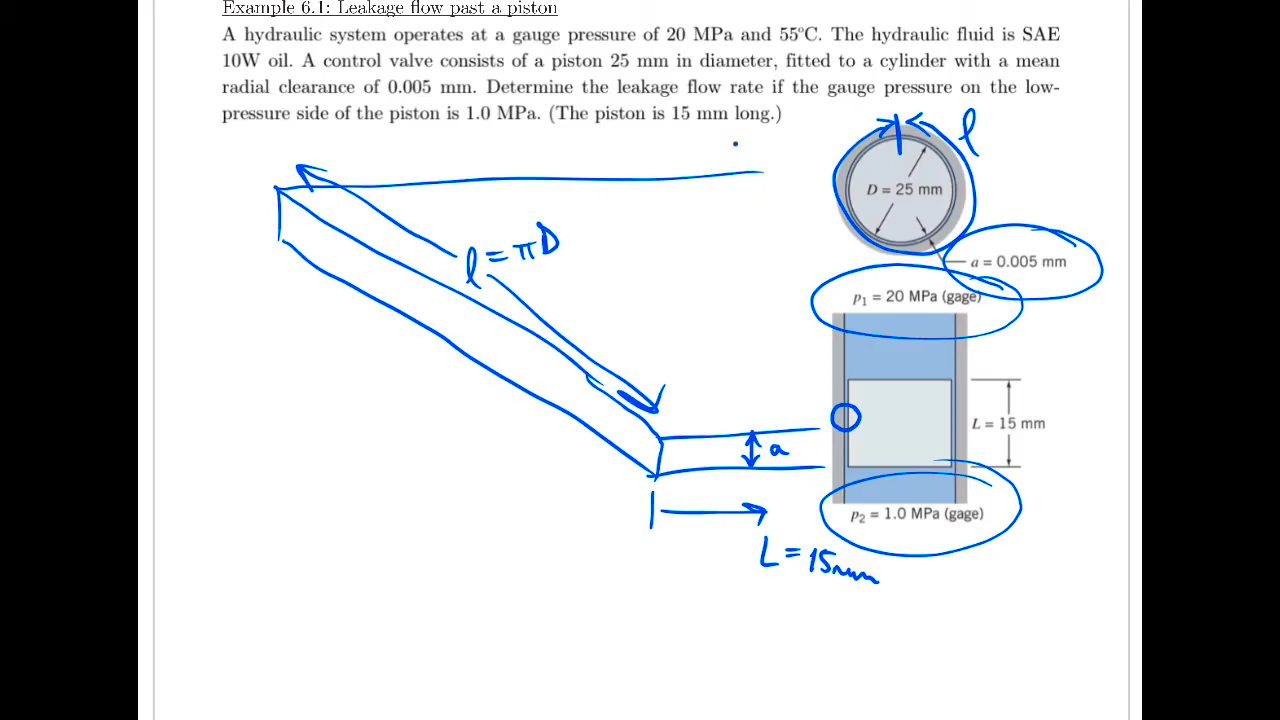 Example 6.1: Leakage flow past a piston
A hydraulic system operates at a gauge pressure of 20 MPa and 55°C. The hydraulic fluid is SAE
10W oil. A control valve consists of a piston 25 mm in diameter, fitted to a cylinder with a mean
radial clearance of 0.005 mm. Determine the leakage flow rate if the gauge pressure on the low-
pressure side of the piston is 1.0 MPa. (The piston is 15 mm long.)
ℓ
D = 25 mm
ℓ = πD
a = 0.005 mm
p₁ = 20 MPa (gage)
L = 15 mm
a
p₂ = 1.0 MPa (gage)
L = 15mm